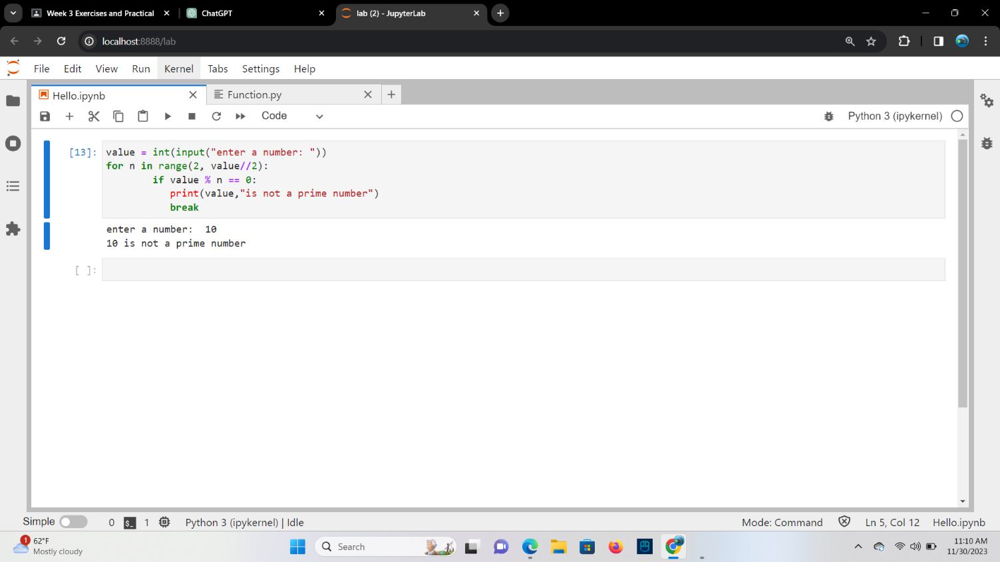 Week 3 Exercises and Practical
ChatGPT
lab (2) - JupyterLab
localhost:8888/lab
File Edit View Run Kernel Tabs Settings Help
Hello.ipynb
Function.py
Code
Python 3 (ipykernel)
[13]:
value = int(input("enter a number: "))
for n in range(2, value//2):
if value % n == 0:
print(value,"is not a prime number")
break
enter a number: 10
10 is not a prime number
[ ]:
Simple
0
$_
1
Python 3 (ipykernel) | Idle
Mode: Command
Ln 5, Col 12
Hello.ipynb
1
62°F
Mostly cloudy
Search
11:10 AM
11/30/2023